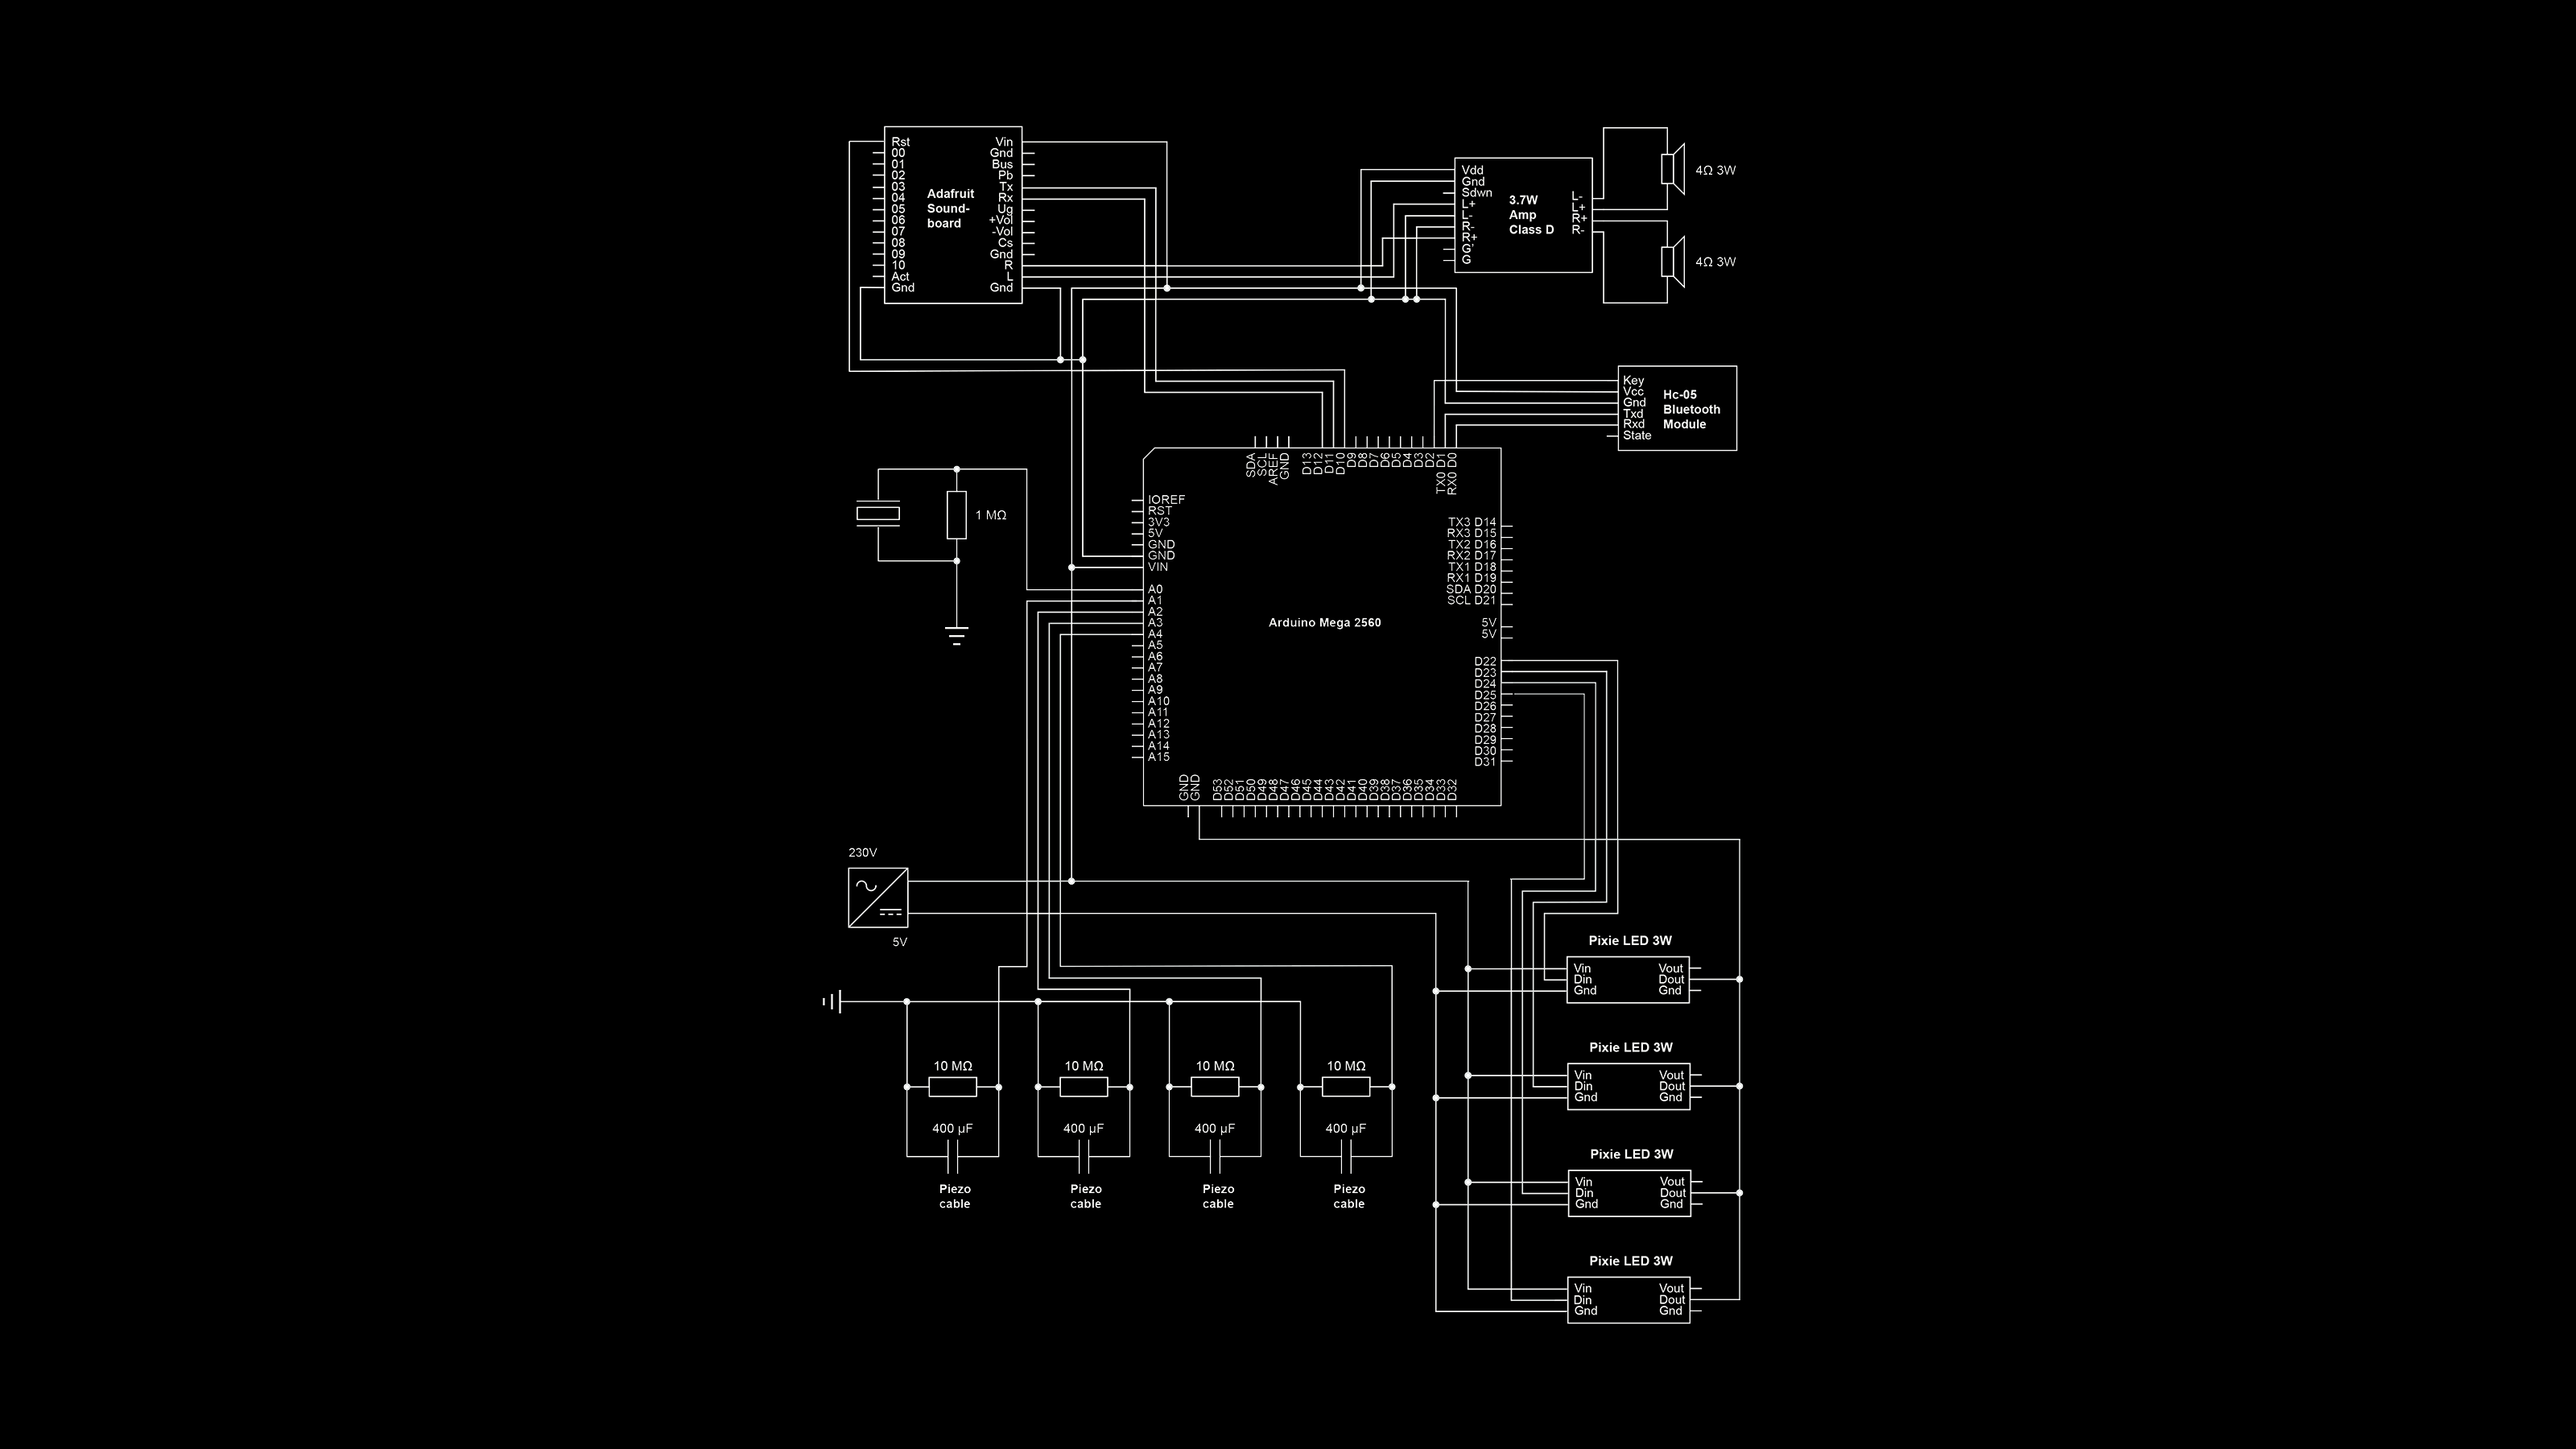 Rst
00
01
02
03
04
05
06
07
08
09
10
Act
Gnd
Adafruit
Sound-
board
Vin
Gnd
Bus
Pb
Tx
Rx
Ug
+Vol
-Vol
Cs
Gnd
R
L
Gnd
Vdd
Gnd
Sdwn
L+
L-
R-
R+
G'
G
3.7W
Amp
Class D
L-
L+
R+
R-
4Ω 3W
4Ω 3W
Key
Vcc
Gnd
Txd
Rxd
State
Hc-05
Bluetooth
Module
1 MΩ
SDA
SCL
AREF
GND
D13
D12
D11
D10
D9
D8
D7
D6
D5
D4
D3
D2
TX0 D1
RX0 D0
IOREF
RST
3V3
5V
GND
GND
VIN
A0
A1
A2
A3
A4
A5
A6
A7
A8
A9
A10
A11
A12
A13
A14
A15
Arduino Mega 2560
TX3 D14
RX3 D15
TX2 D16
RX2 D17
TX1 D18
RX1 D19
SDA D20
SCL D21
5V
5V
D22
D23
D24
D25
D26
D27
D28
D29
D30
D31
GND
GND
D53
D52
D51
D50
D49
D48
D47
D46
D45
D44
D43
D42
D41
D40
D39
D38
D37
D36
D35
D34
D33
D32
230V
5V
10 MΩ
10 MΩ
10 MΩ
10 MΩ
400 µF
400 µF
400 µF
400 µF
Piezo
cable
Piezo
cable
Piezo
cable
Piezo
cable
Pixie LED 3W
Vin
Din
Gnd
Vout
Dout
Gnd
Pixie LED 3W
Vin
Din
Gnd
Vout
Dout
Gnd
Pixie LED 3W
Vin
Din
Gnd
Vout
Dout
Gnd
Pixie LED 3W
Vin
Din
Gnd
Vout
Dout
Gnd